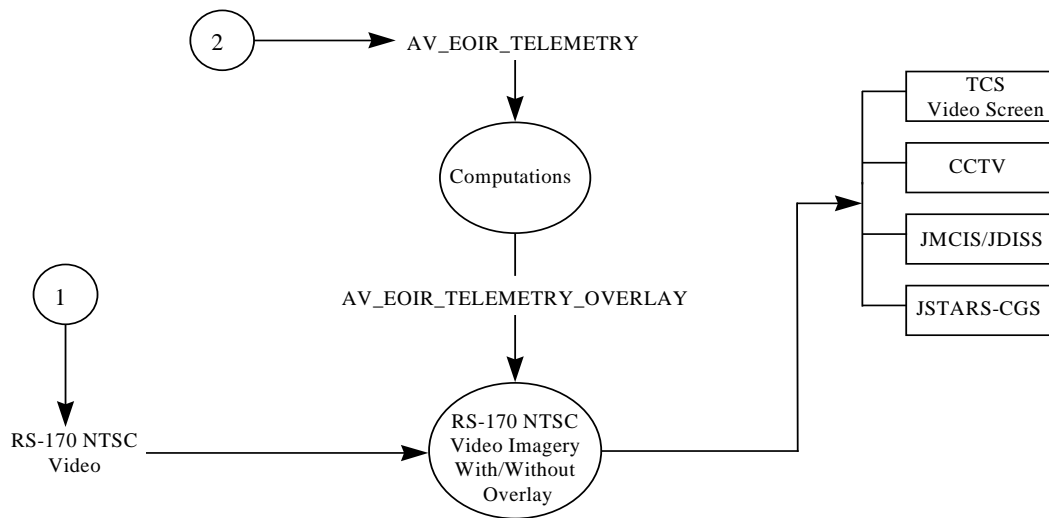 2
AV_EOIR_TELEMETRY
Computations
AV_EOIR_TELEMETRY_OVERLAY
1
RS-170 NTSC
Video
RS-170 NTSC
Video Imagery
With/Without
Overlay
TCS
Video Screen
CCTV
JMCIS/JDISS
JSTARS-CGS